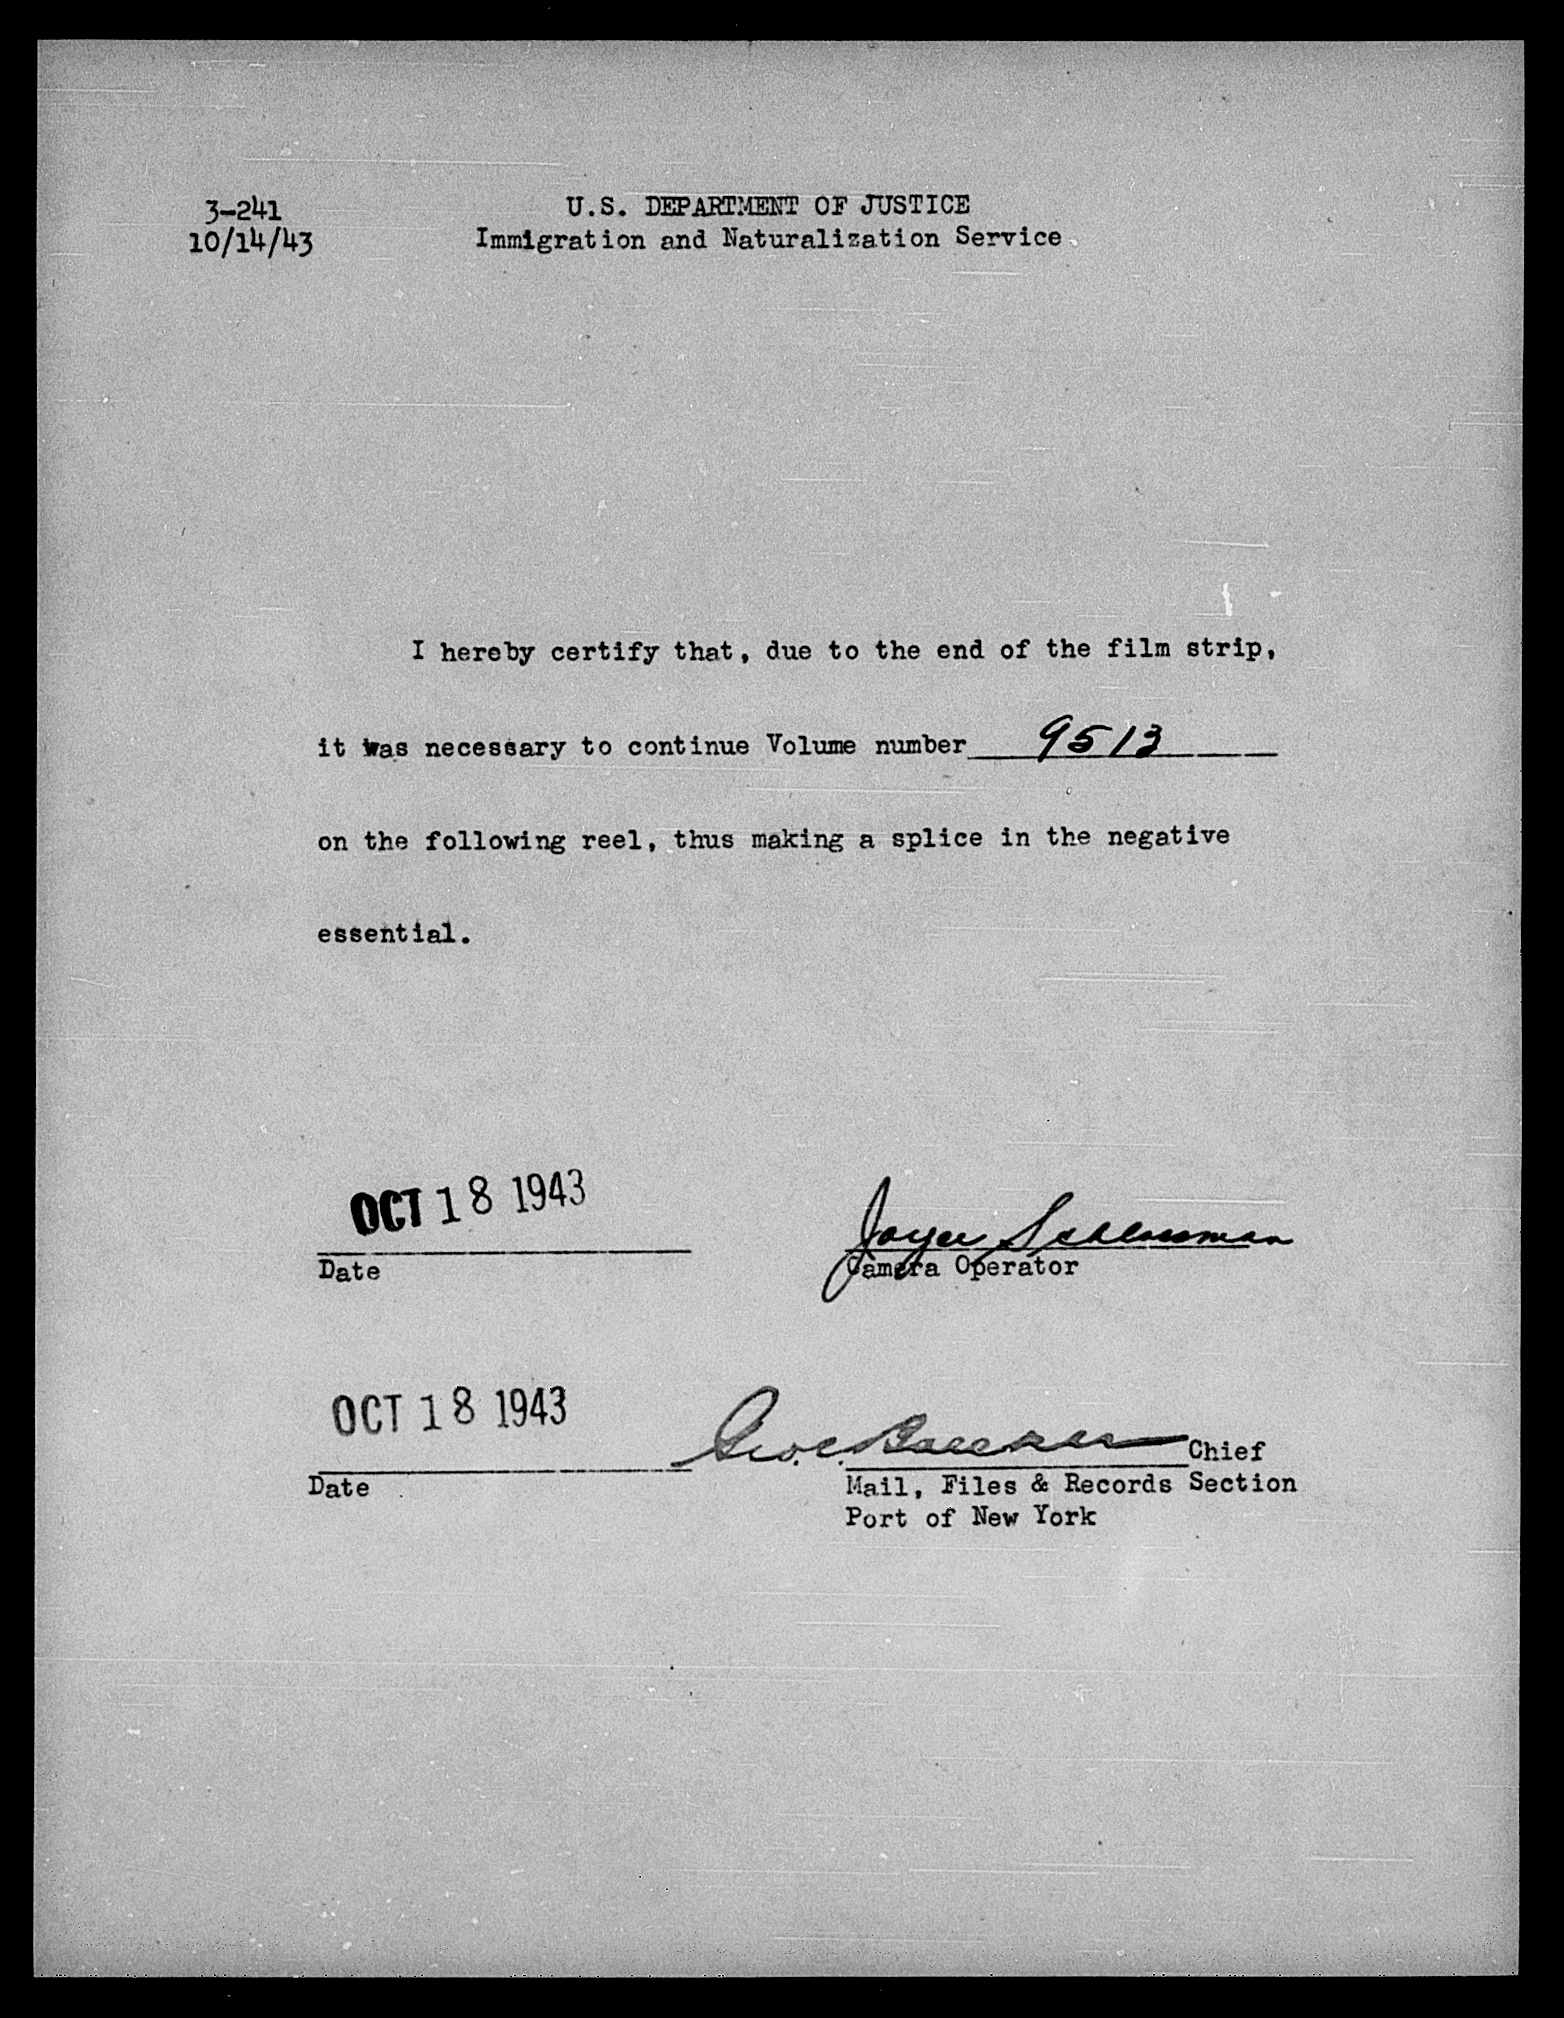 3-241
10/14/43
U.S. DEPARTMENT OF JUSTICE
Immigration and Naturalization Service
I hereby certify that, due to the end of the film strip,
it was necessary to continue Volume number 9513
on the following reel, thus making a splice in the negative
essential.
OCT 18 1943
Date
Joyce Schlossman
Camera Operator
OCT 18 1943
Date
Geo. C.
Chief
Mail, Files & Records Section
Port of New York